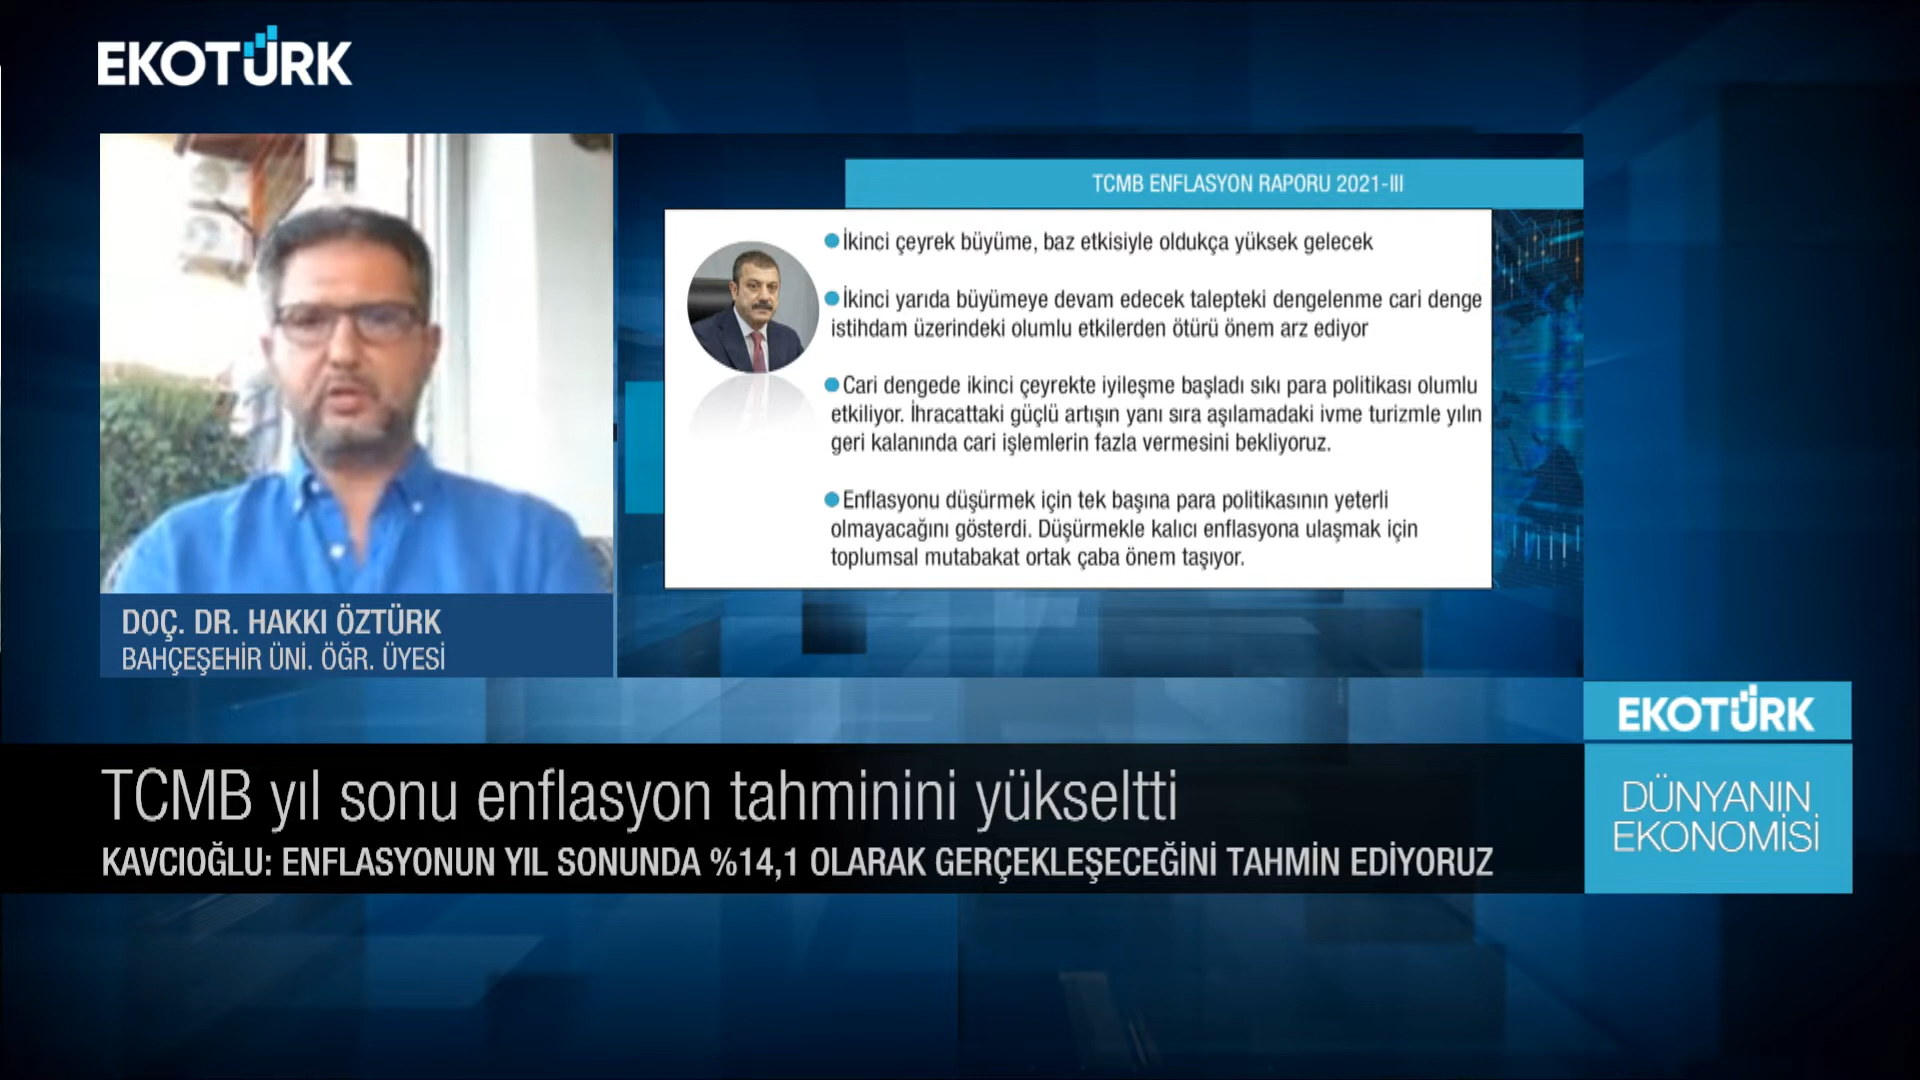 EKOTÜRK
TCMB ENFLASYON RAPORU 2021-III
İkinci çeyrek büyüme, baz etkisiyle oldukça yüksek gelecek
İkinci yarıda büyümeye devam edecek talepteki dengelenme cari denge
istihdam üzerindeki olumlu etkilerden ötürü önem arz ediyor
Cari dengede ikinci çeyrekte iyileşme başladı sıkı para politikası olumlu
etkiliyor. İhracattaki güçlü artışın yanı sıra aşılamadaki ivme turizmle yılın
geri kalanında cari işlemlerin fazla vermesini bekliyoruz.
Enflasyonu düşürmek için tek başına para politikasının yeterli
olmayacağını gösterdi. Düşürmekle kalıcı enflasyona ulaşmak için
toplumsal mutabakat ortak çaba önem taşıyor.
DOÇ. DR. HAKKI ÖZTÜRK
BAHÇEŞEHİR ÜNİ. ÖĞR. ÜYESİ
EKOTÜRK
TCMB yıl sonu enflasyon tahminini yükseltti
KAVCIOĞLU: ENFLASYONUN YIL SONUNDA %14,1 OLARAK GERÇEKLEŞECEĞİNİ TAHMİN EDİYORUZ
DÜNYANIN
EKONOMİSİ